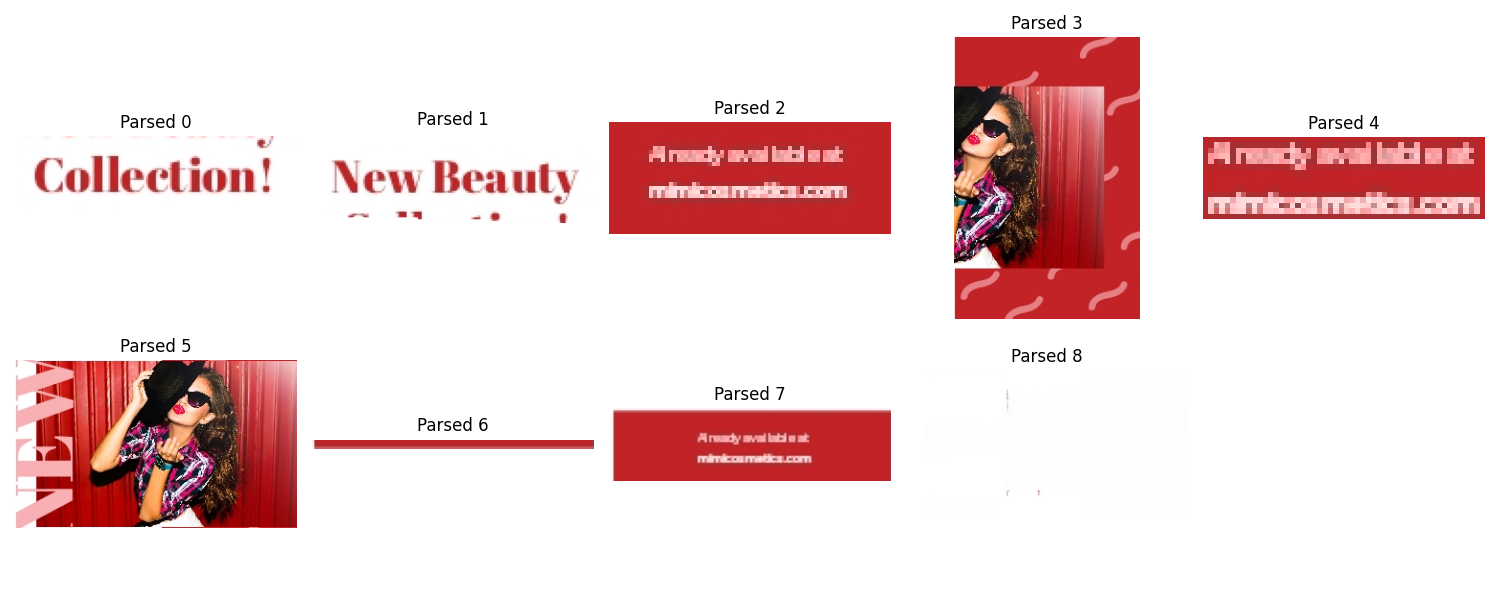 Parsed 0
Collection!
Parsed 1
New Beauty
Parsed 2
Already available at
mimicosmetics.com
Parsed 3
Parsed 4
Already available at
mimicosmetics.com
Parsed 5
NEW
Parsed 6
Parsed 7
Already available at
mimicosmetics.com
Parsed 8